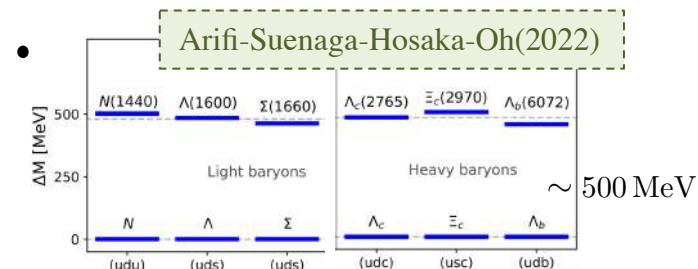 • Arifi-Suenaga-Hosaka-Oh(2022)
ΔM [MeV]
500
250
0
N(1440) Λ(1600) Σ(1660)
Light baryons
N Λ Σ
(udu) (uds) (uds)
Λc(2765) Ξc(2970) Λb(6072)
Heavy baryons
∼ 500 MeV
Λc Ξc Λb
(udc) (usc) (udb)